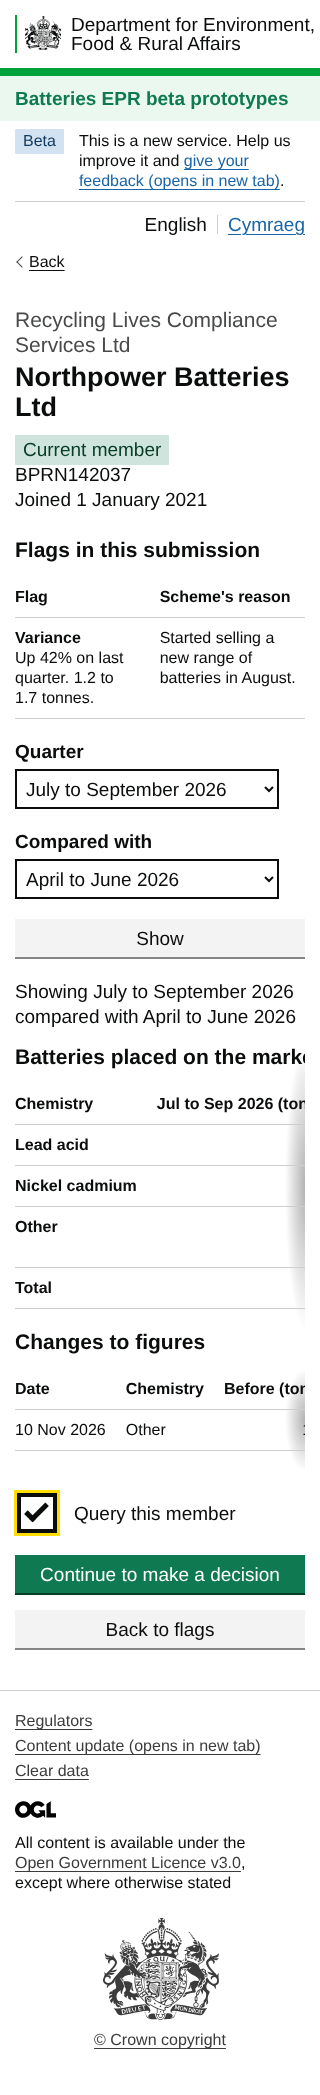 Department for Environment,
Food & Rural Affairs
Batteries EPR beta prototypes
Beta
This is a new service. Help us
improve it and give your
feedback (opens in new tab).
English
Cymraeg
Back
Recycling Lives Compliance
Services Ltd
Northpower Batteries
Ltd
Current member
BPRN142037
Joined 1 January 2021
Flags in this submission
Flag Scheme's reason
Variance
Up 42% on last
quarter. 1.2 to
1.7 tonnes.
Started selling a
new range of
batteries in August.
Quarter
July to September 2026
Compared with
April to June 2026
Show
Showing July to September 2026
compared with April to June 2026
Batteries placed on the mark
Chemistry Jul to Sep 2026 (ton
Lead acid
Nickel cadmium
Other
Total
Changes to figures
Date Chemistry Before (ton
10 Nov 2026 Other
Query this member
Continue to make a decision
Back to flags
Regulators
Content update (opens in new tab)
Clear data
OGL
All content is available under the
Open Government Licence v3.0,
except where otherwise stated
DIEU ET MON DROIT
© Crown copyright